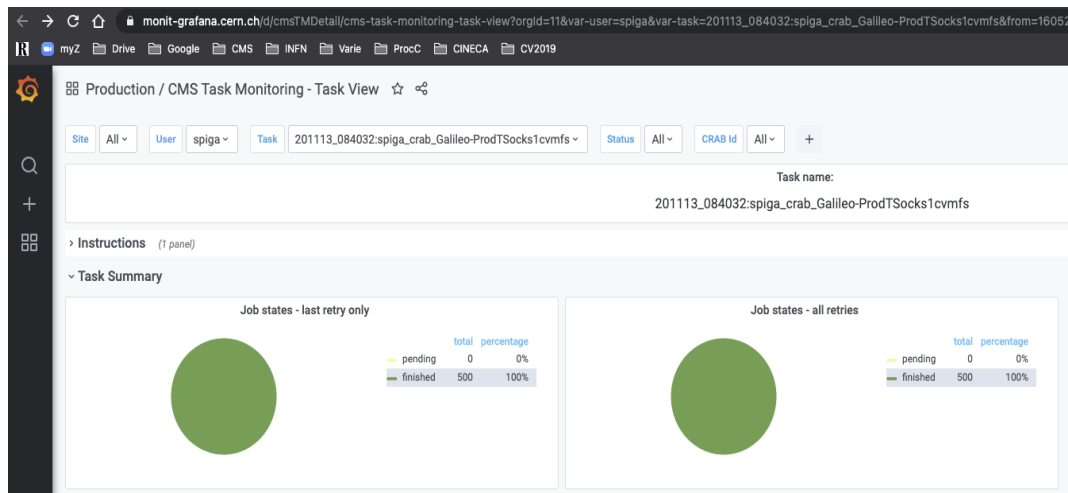 monit-grafana.cern.ch/d/cmsTMDetail/cms-task-monitoring-task-view?orgId=11&var-user=spiga&var-task=201113_084032:spiga_crab_Galileo-ProdTSocks1cvmfs&from=16052
myZ Drive Google CMS INFN Varie ProcC CINECA CV2019
Production / CMS Task Monitoring - Task View
Site All User spiga Task 201113_084032:spiga_crab_Galileo-ProdTSocks1cvmfs Status All CRAB Id All +
Task name:
201113_084032:spiga_crab_Galileo-ProdTSocks1cvmfs
Instructions (1 panel)
Task Summary
Job states - last retry only
total percentage
pending 0 0%
finished 500 100%
Job states - all retries
total percentage
pending 0 0%
finished 500 100%